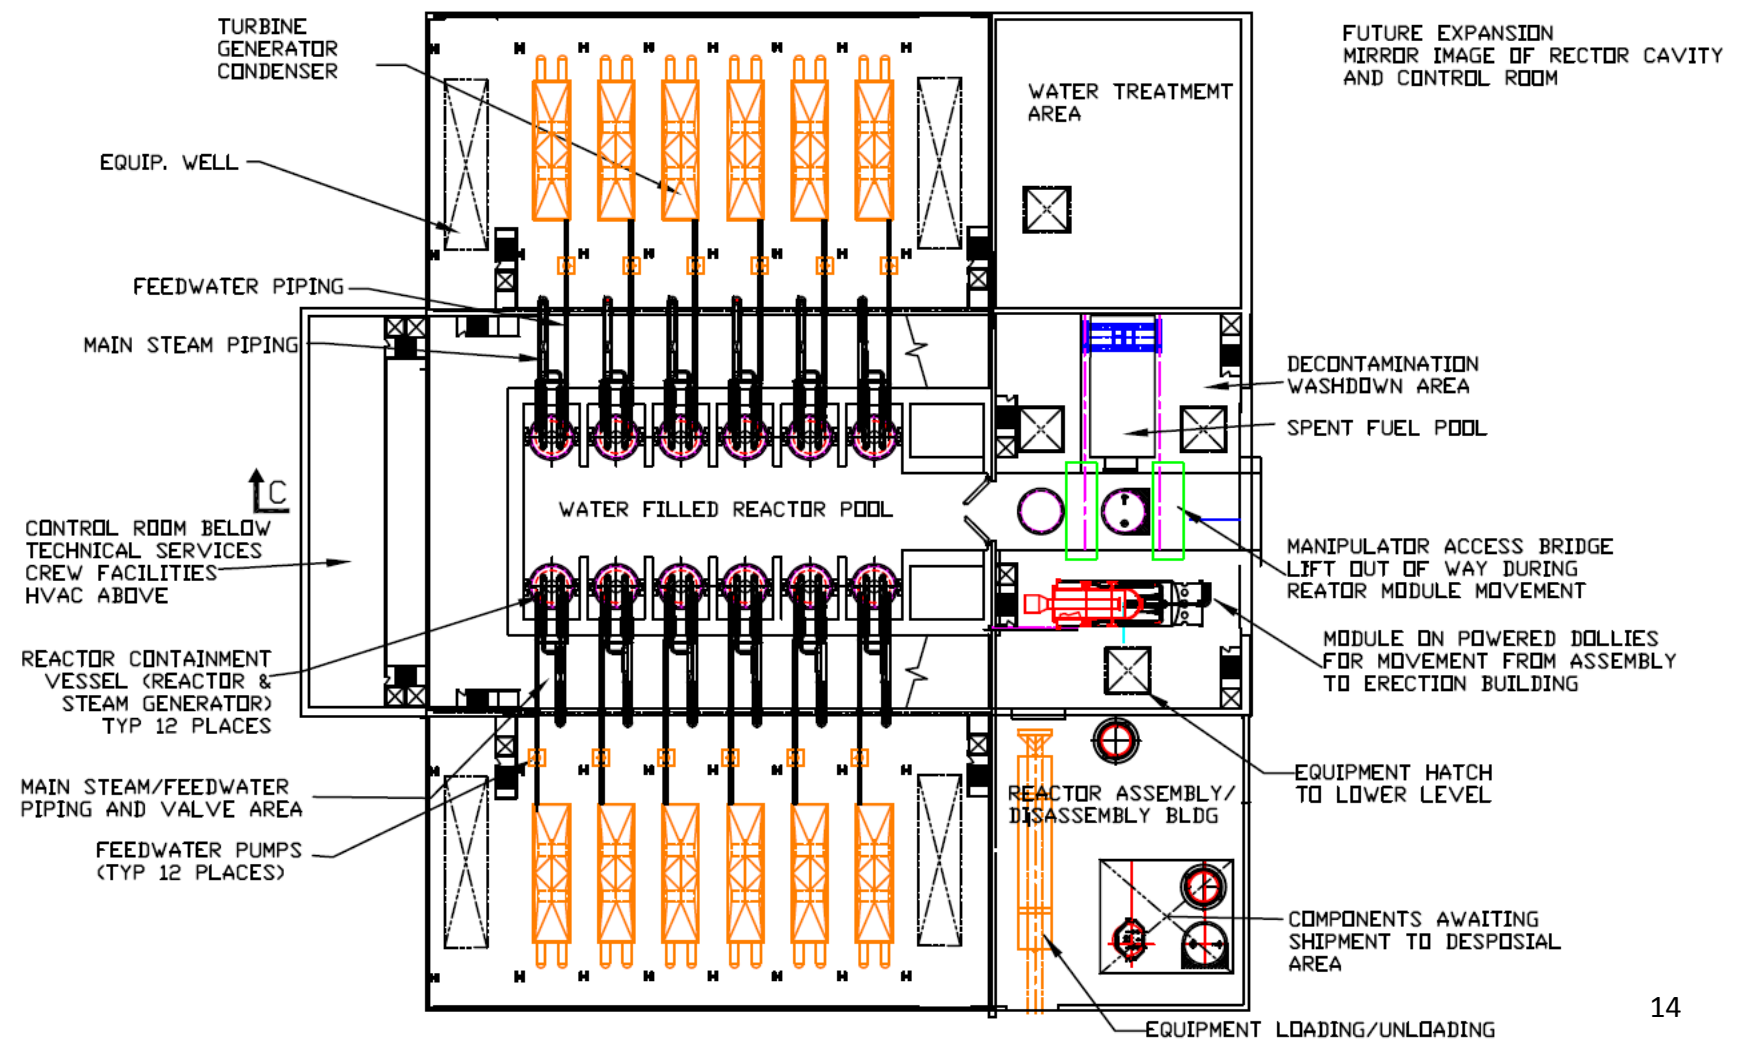 TURBINE
GENERATOR
CONDENSER
FUTURE EXPANSION
MIRROR IMAGE OF RECTOR CAVITY
AND CONTROL ROOM
WATER TREATMEMT
AREA
EQUIP. WELL
FEEDWATER PIPING
MAIN STEAM PIPING
DECONTAMINATION
WASHDOWN AREA
SPENT FUEL POOL
C
WATER FILLED REACTOR POOL
CONTROL ROOM BELOW
TECHNICAL SERVICES
CREW FACILITIES
HVAC ABOVE
MANIPULATOR ACCESS BRIDGE
LIFT OUT OF WAY DURING
REATOR MODULE MOVEMENT
MODULE ON POWERED DOLLIES
FOR MOVEMENT FROM ASSEMBLY
TO ERECTION BUILDING
REACTOR CONTAINMENT
VESSEL (REACTOR &
STEAM GENERATOR)
TYP 12 PLACES
MAIN STEAM/FEEDWATER
PIPING AND VALVE AREA
EQUIPMENT HATCH
TO LOWER LEVEL
REACTOR ASSEMBLY/
DISASSEMBLY BLDG
FEEDWATER PUMPS
(TYP 12 PLACES)
COMPONENTS AWAITING
SHIPMENT TO DESPOSIAL
AREA
14
EQUIPMENT LOADING/UNLOADING